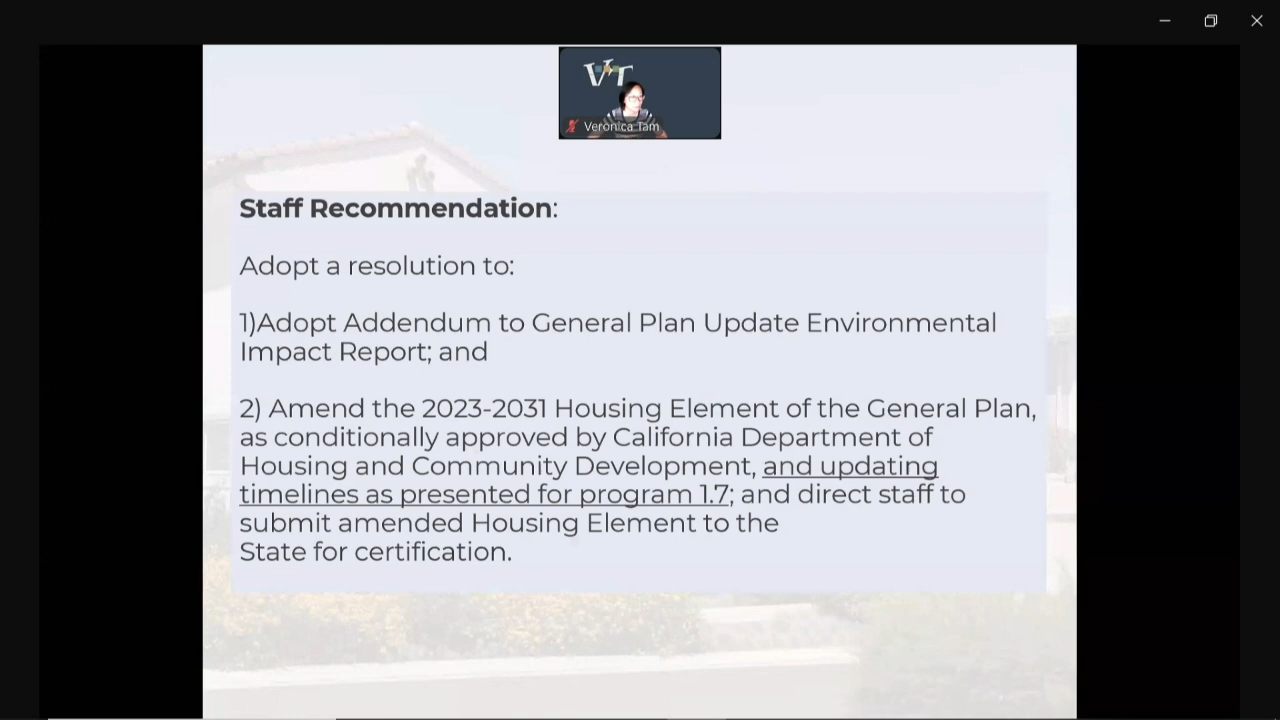 VT
Veronica Tam
Staff Recommendation:
Adopt a resolution to:
1)Adopt Addendum to General Plan Update Environmental
Impact Report; and
2) Amend the 2023-2031 Housing Element of the General Plan,
as conditionally approved by California Department of
Housing and Community Development, and updating
timelines as presented for program 1.7; and direct staff to
submit amended Housing Element to the
State for certification.